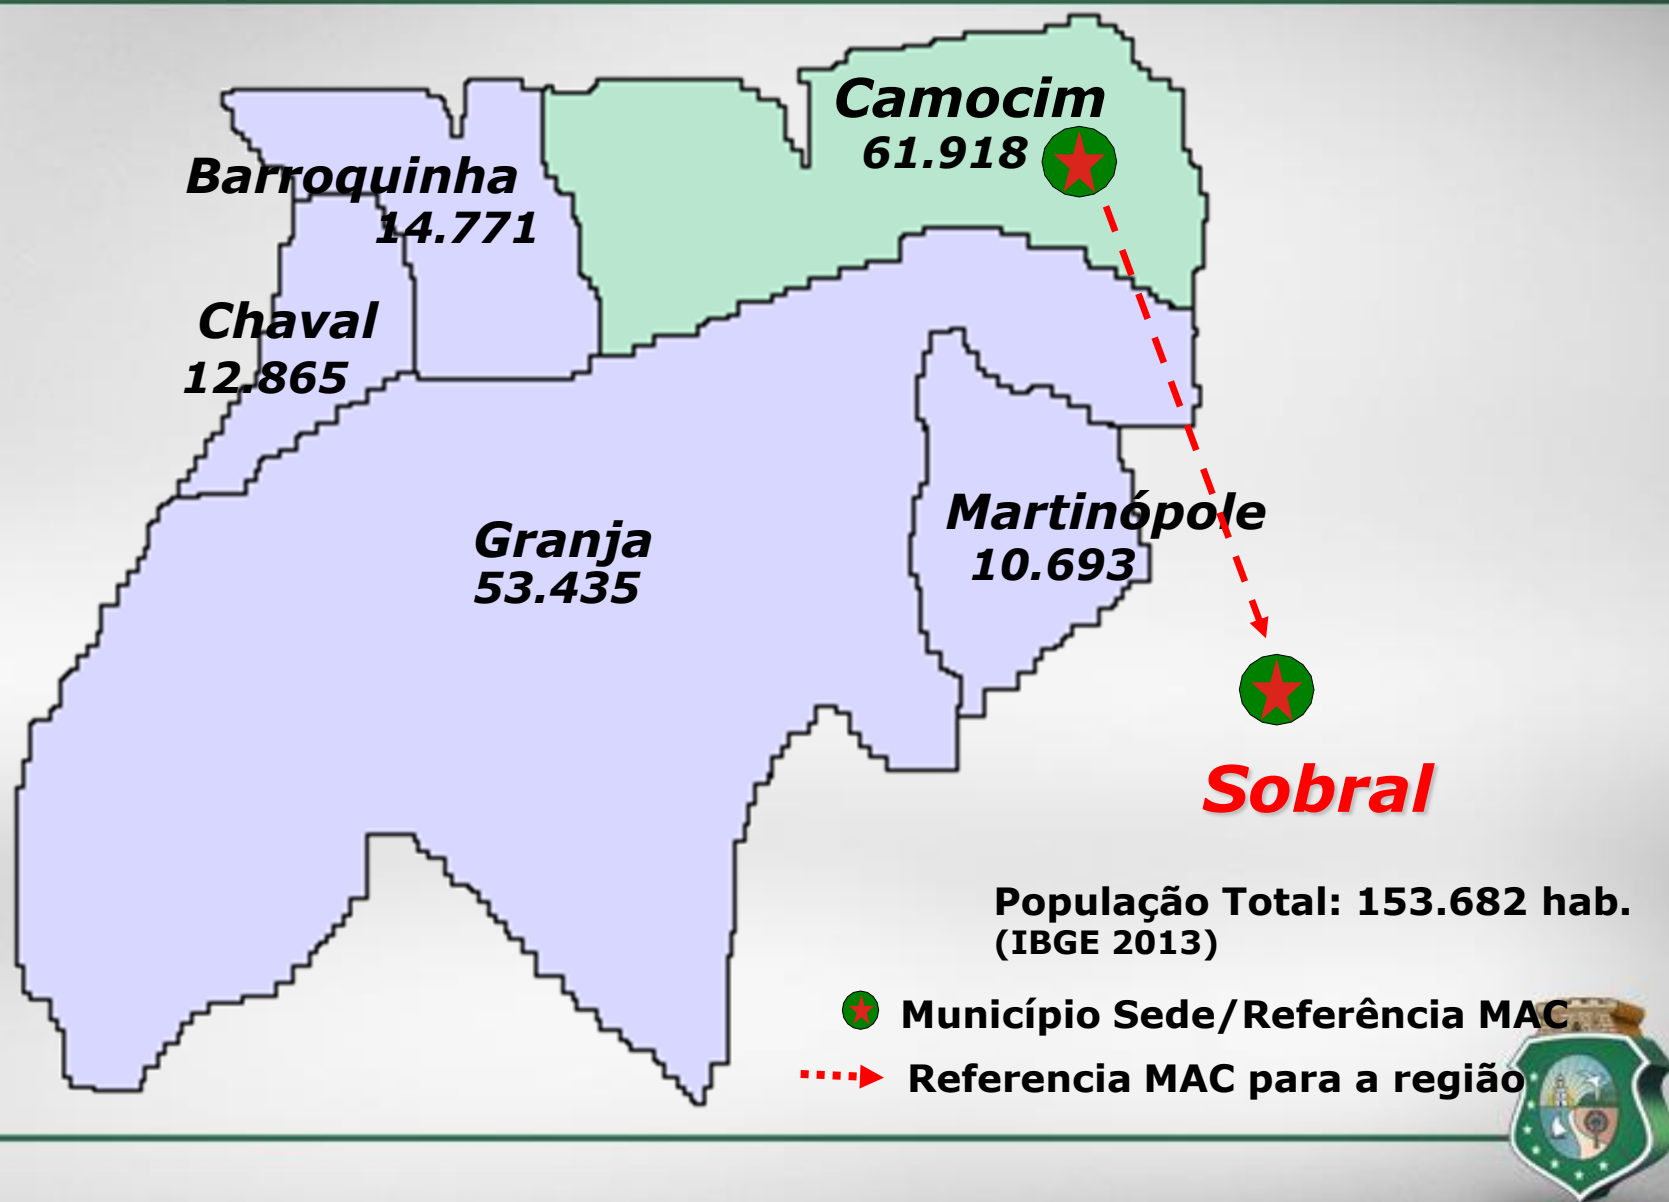 Camocim
61.918
Barroquinha
14.771
Chaval
12.865
Granja
53.435
Martinópole
10.693
Sobral
População Total: 153.682 hab.
(IBGE 2013)
Município Sede/Referência MAC
Referencia MAC para a região